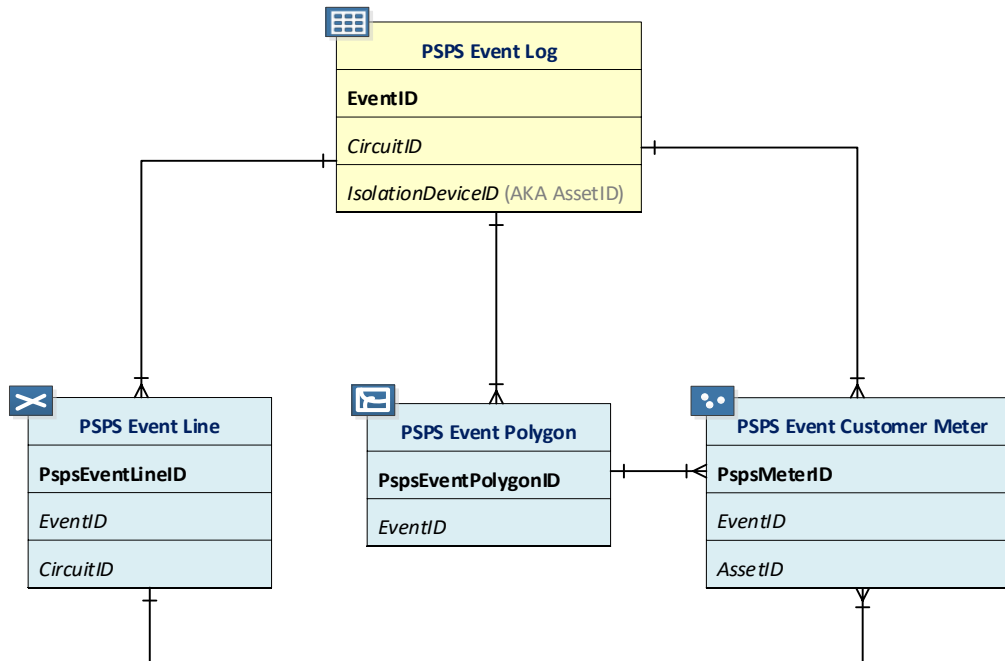 PSPS Event Log
EventID
CircuitID
IsolationDeviceID (AKA AssetID)
PSPS Event Line
PspsEventLineID
EventID
CircuitID
PSPS Event Polygon
PspsEventPolygonID
EventID
PSPS Event Customer Meter
PspsMeterID
EventID
AssetID